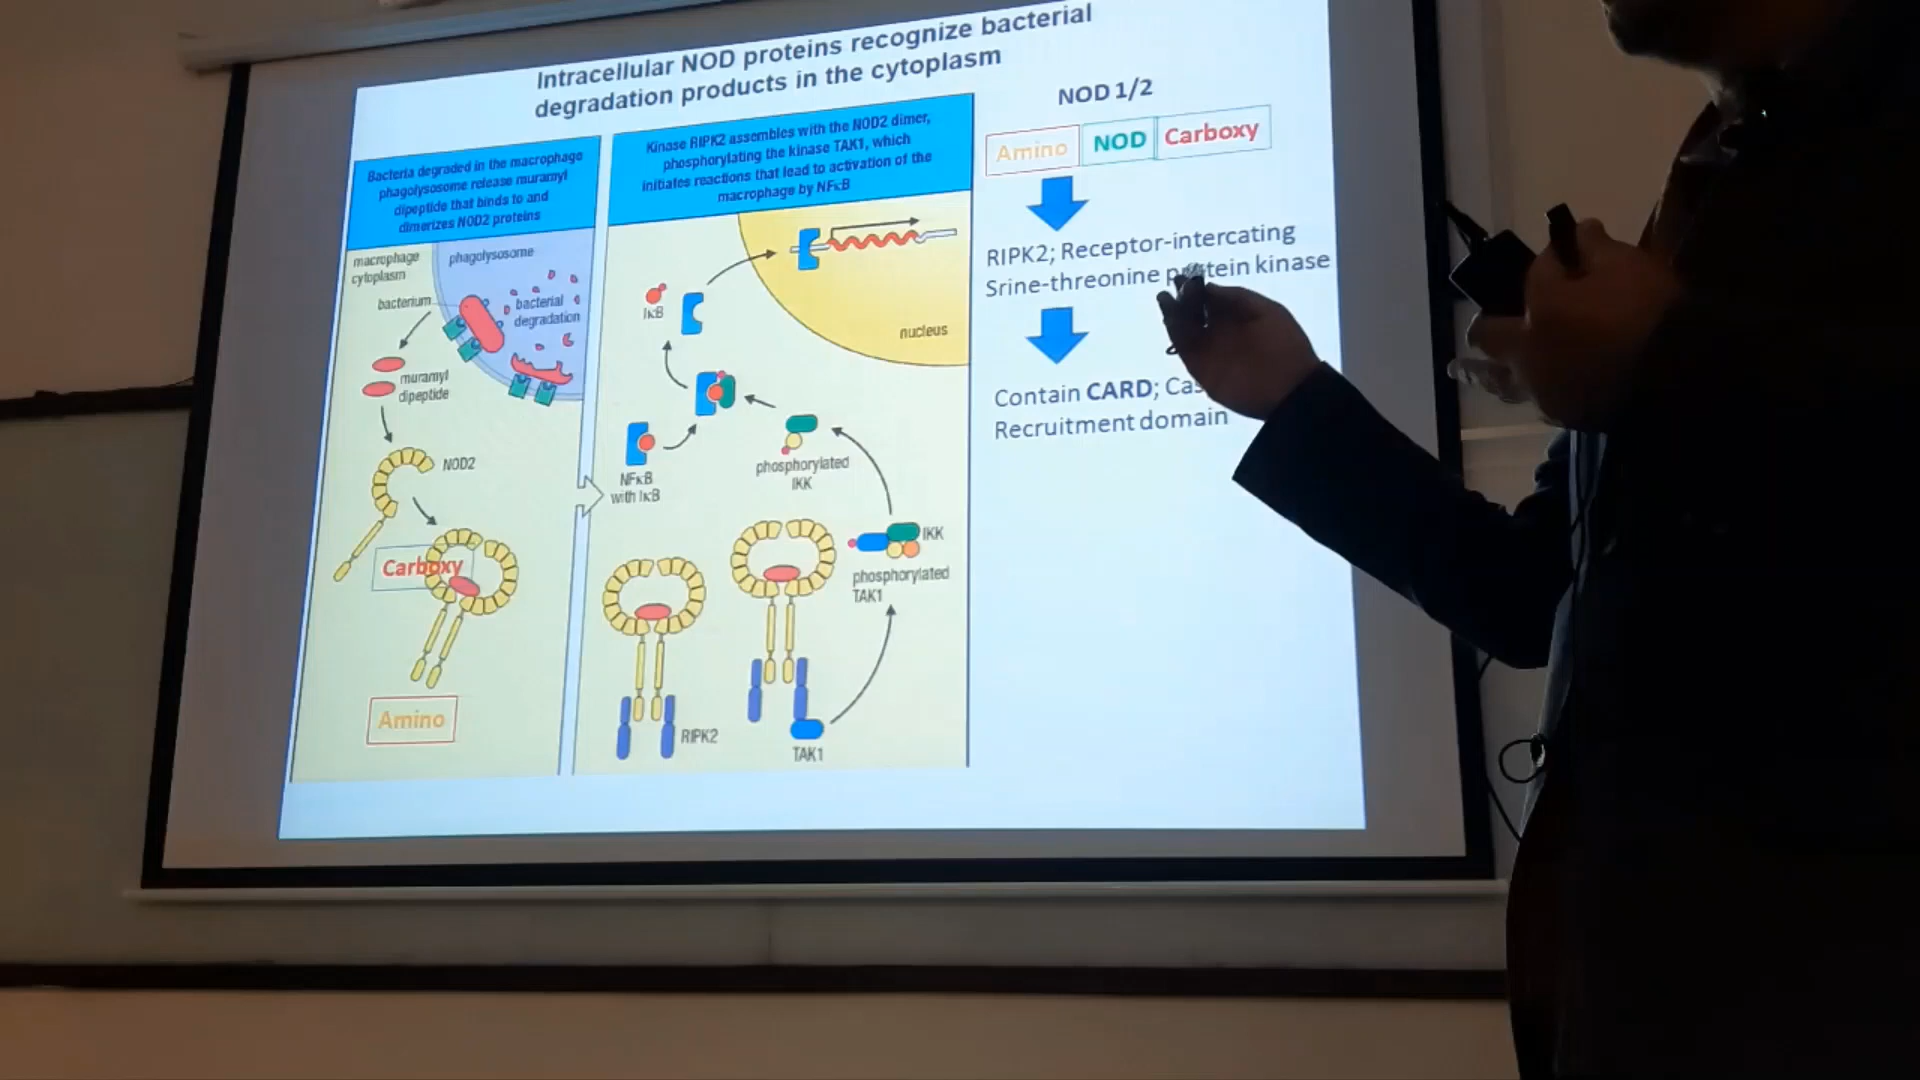 Intracellular NOD proteins recognize bacterial
degradation products in the cytoplasm
Bacteria degraded in the macrophage
phagolysosome release muramyl
dipeptide that binds to and
dimerizes NOD2 proteins
macrophage
cytoplasm
phagolysosome
bacterium
bacterial
degradation
muramyl
dipeptide
NOD2
Carboxy
Amino
Kinase RIPK2 assembles with the NOD2 dimer,
phosphorylating the kinase TAK1, which
initiates reactions that lead to activation of the
macrophage by NFκB
IκB
nucleus
NFκB
with IκB
phosphorylated
IKK
IKK
phosphorylated
TAK1
RIPK2
TAK1
NOD 1/2
Amino NOD Carboxy
RIPK2; Receptor-intercating
Srine-threonine protein kinase
Contain CARD;
Recruitment domain